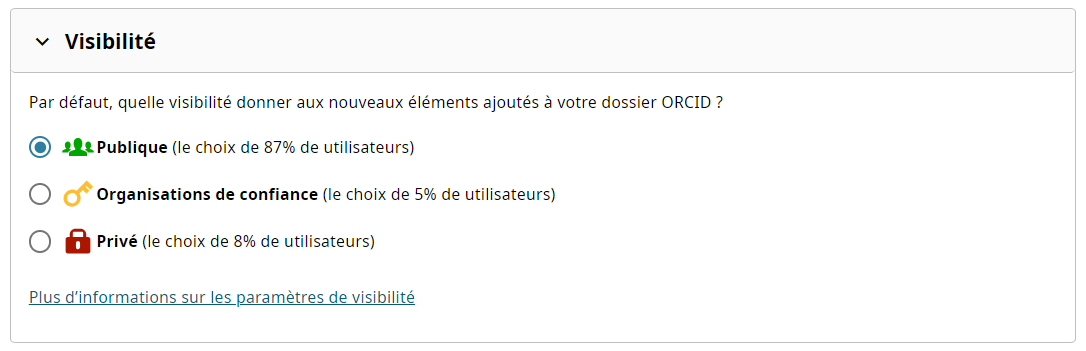 Visibilité
Par défaut, quelle visibilité donner aux nouveaux éléments ajoutés à votre dossier ORCID ?
Publique (le choix de 87% de utilisateurs)
Organisations de confiance (le choix de 5% de utilisateurs)
Privé (le choix de 8% de utilisateurs)
Plus d’informations sur les paramètres de visibilité